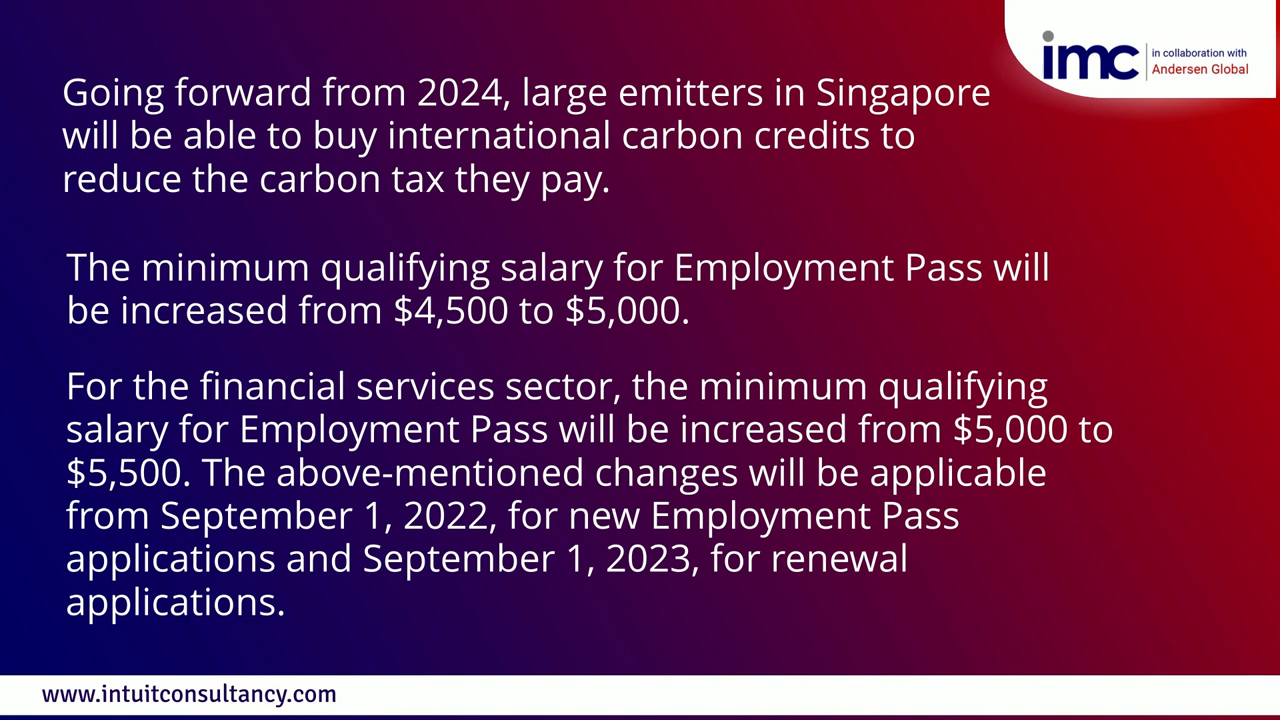 imc
in collaboration with
Andersen Global
Going forward from 2024, large emitters in Singapore
will be able to buy international carbon credits to
reduce the carbon tax they pay.
The minimum qualifying salary for Employment Pass will
be increased from $4,500 to $5,000.
For the financial services sector, the minimum qualifying
salary for Employment Pass will be increased from $5,000 to
$5,500. The above-mentioned changes will be applicable
from September 1, 2022, for new Employment Pass
applications and September 1, 2023, for renewal
applications.
www.intuitconsultancy.com